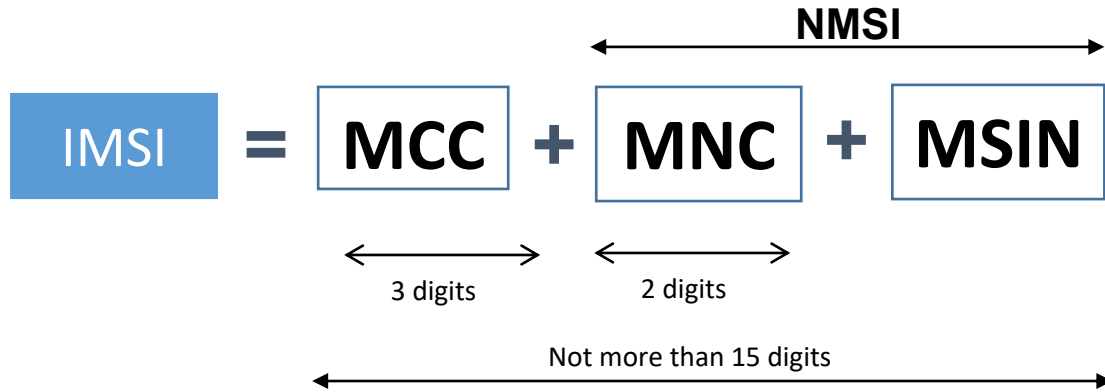 NMSI
IMSI = MCC + MNC + MSIN
3 digits 2 digits
Not more than 15 digits